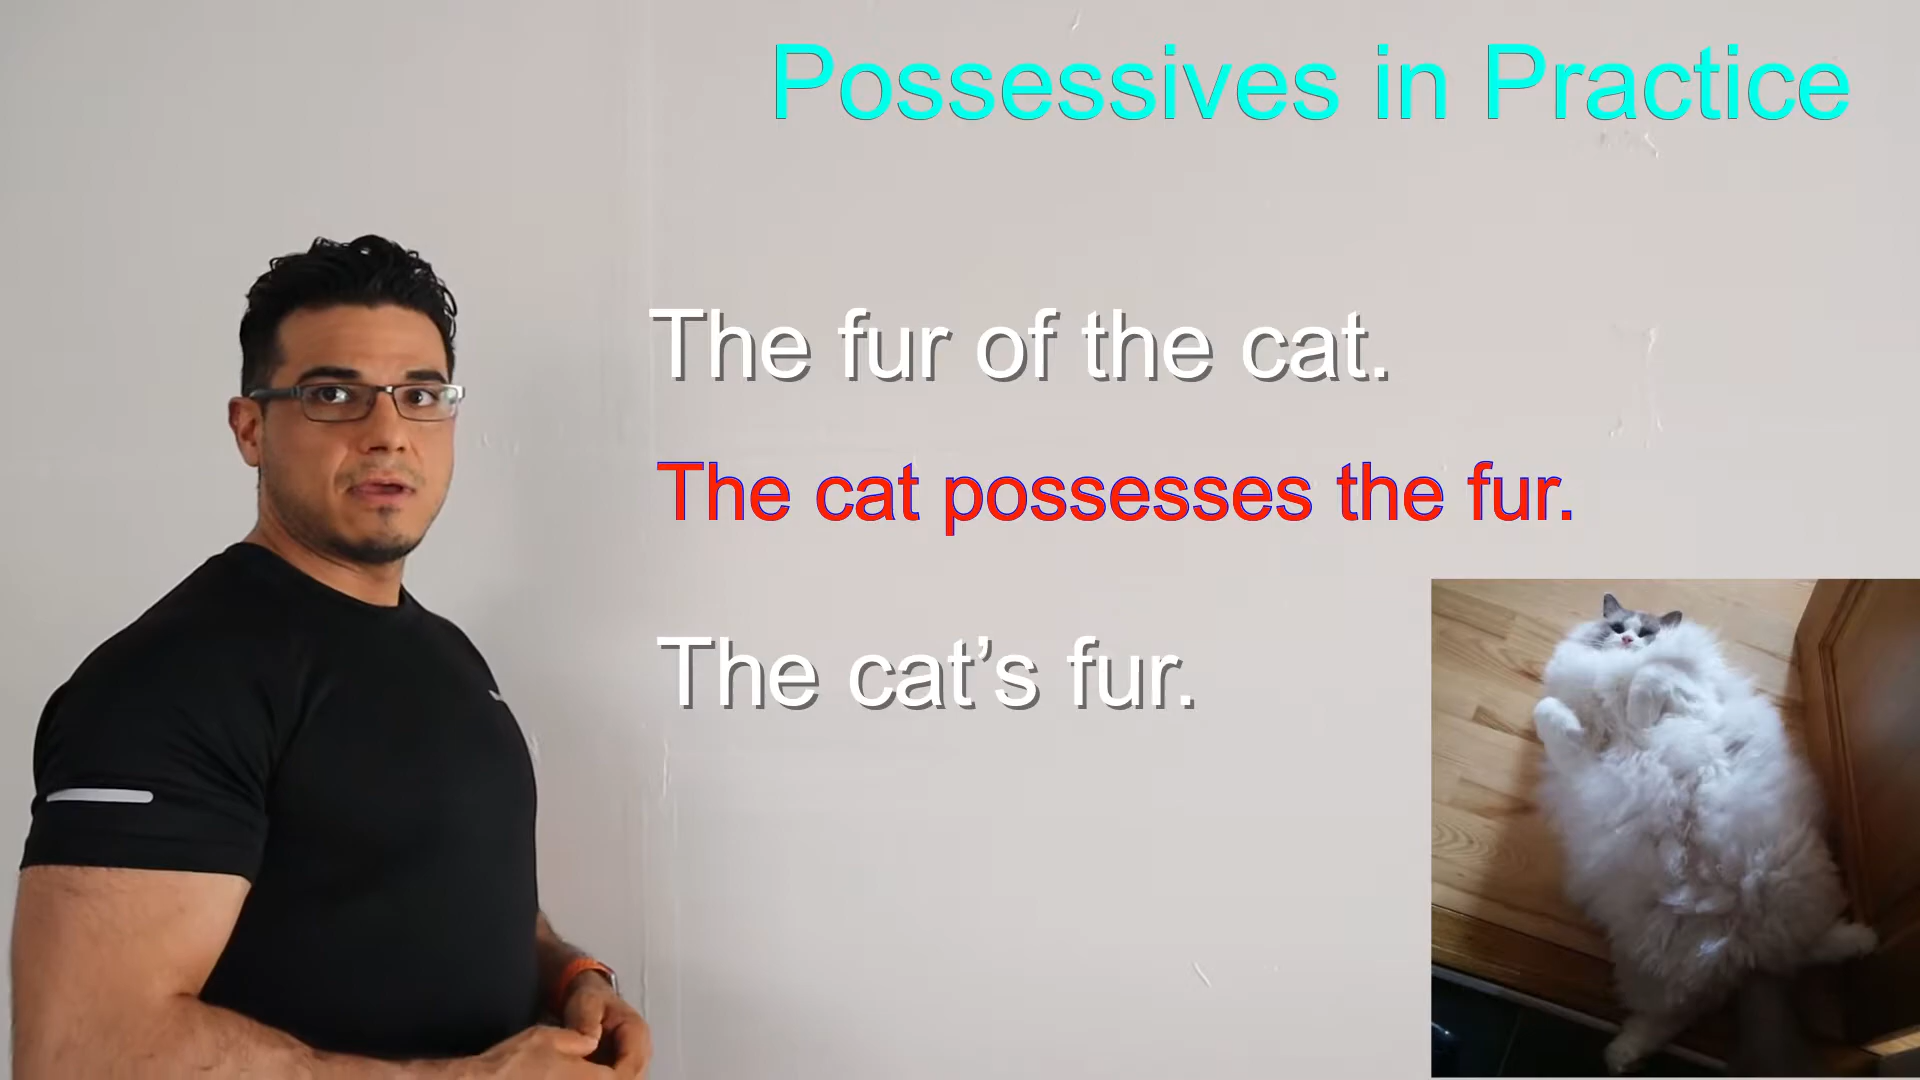 Possessives in Practice
The fur of the cat.
The cat possesses the fur.
The cat’s fur.